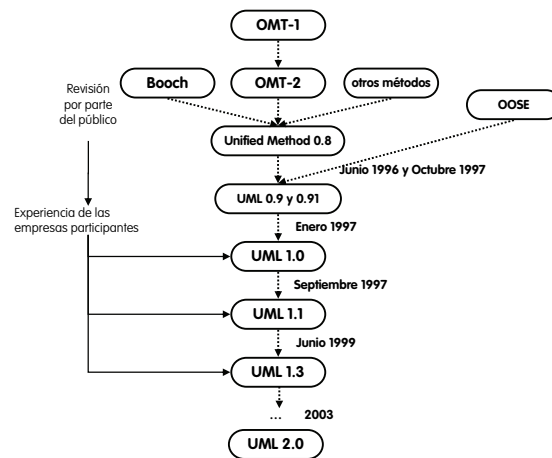 OMT-1
Booch
OMT-2
otros métodos
OOSE
Revisión
por parte
del público
Unified Method 0.8
Junio 1996 y Octubre 1997
UML 0.9 y 0.91
Experiencia de las
empresas participantes
Enero 1997
UML 1.0
Septiembre 1997
UML 1.1
Junio 1999
UML 1.3
... 2003
UML 2.0